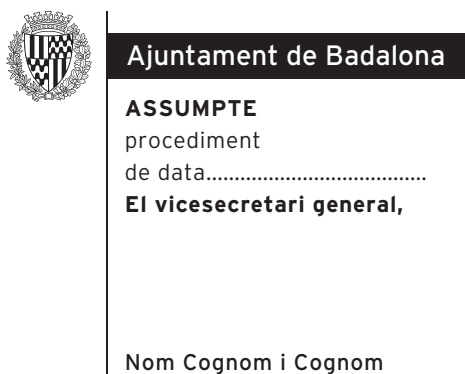 Ajuntament de Badalona
ASSUMPTE
procediment
de data.......................................
El vicesecretari general,
Nom Cognom i Cognom